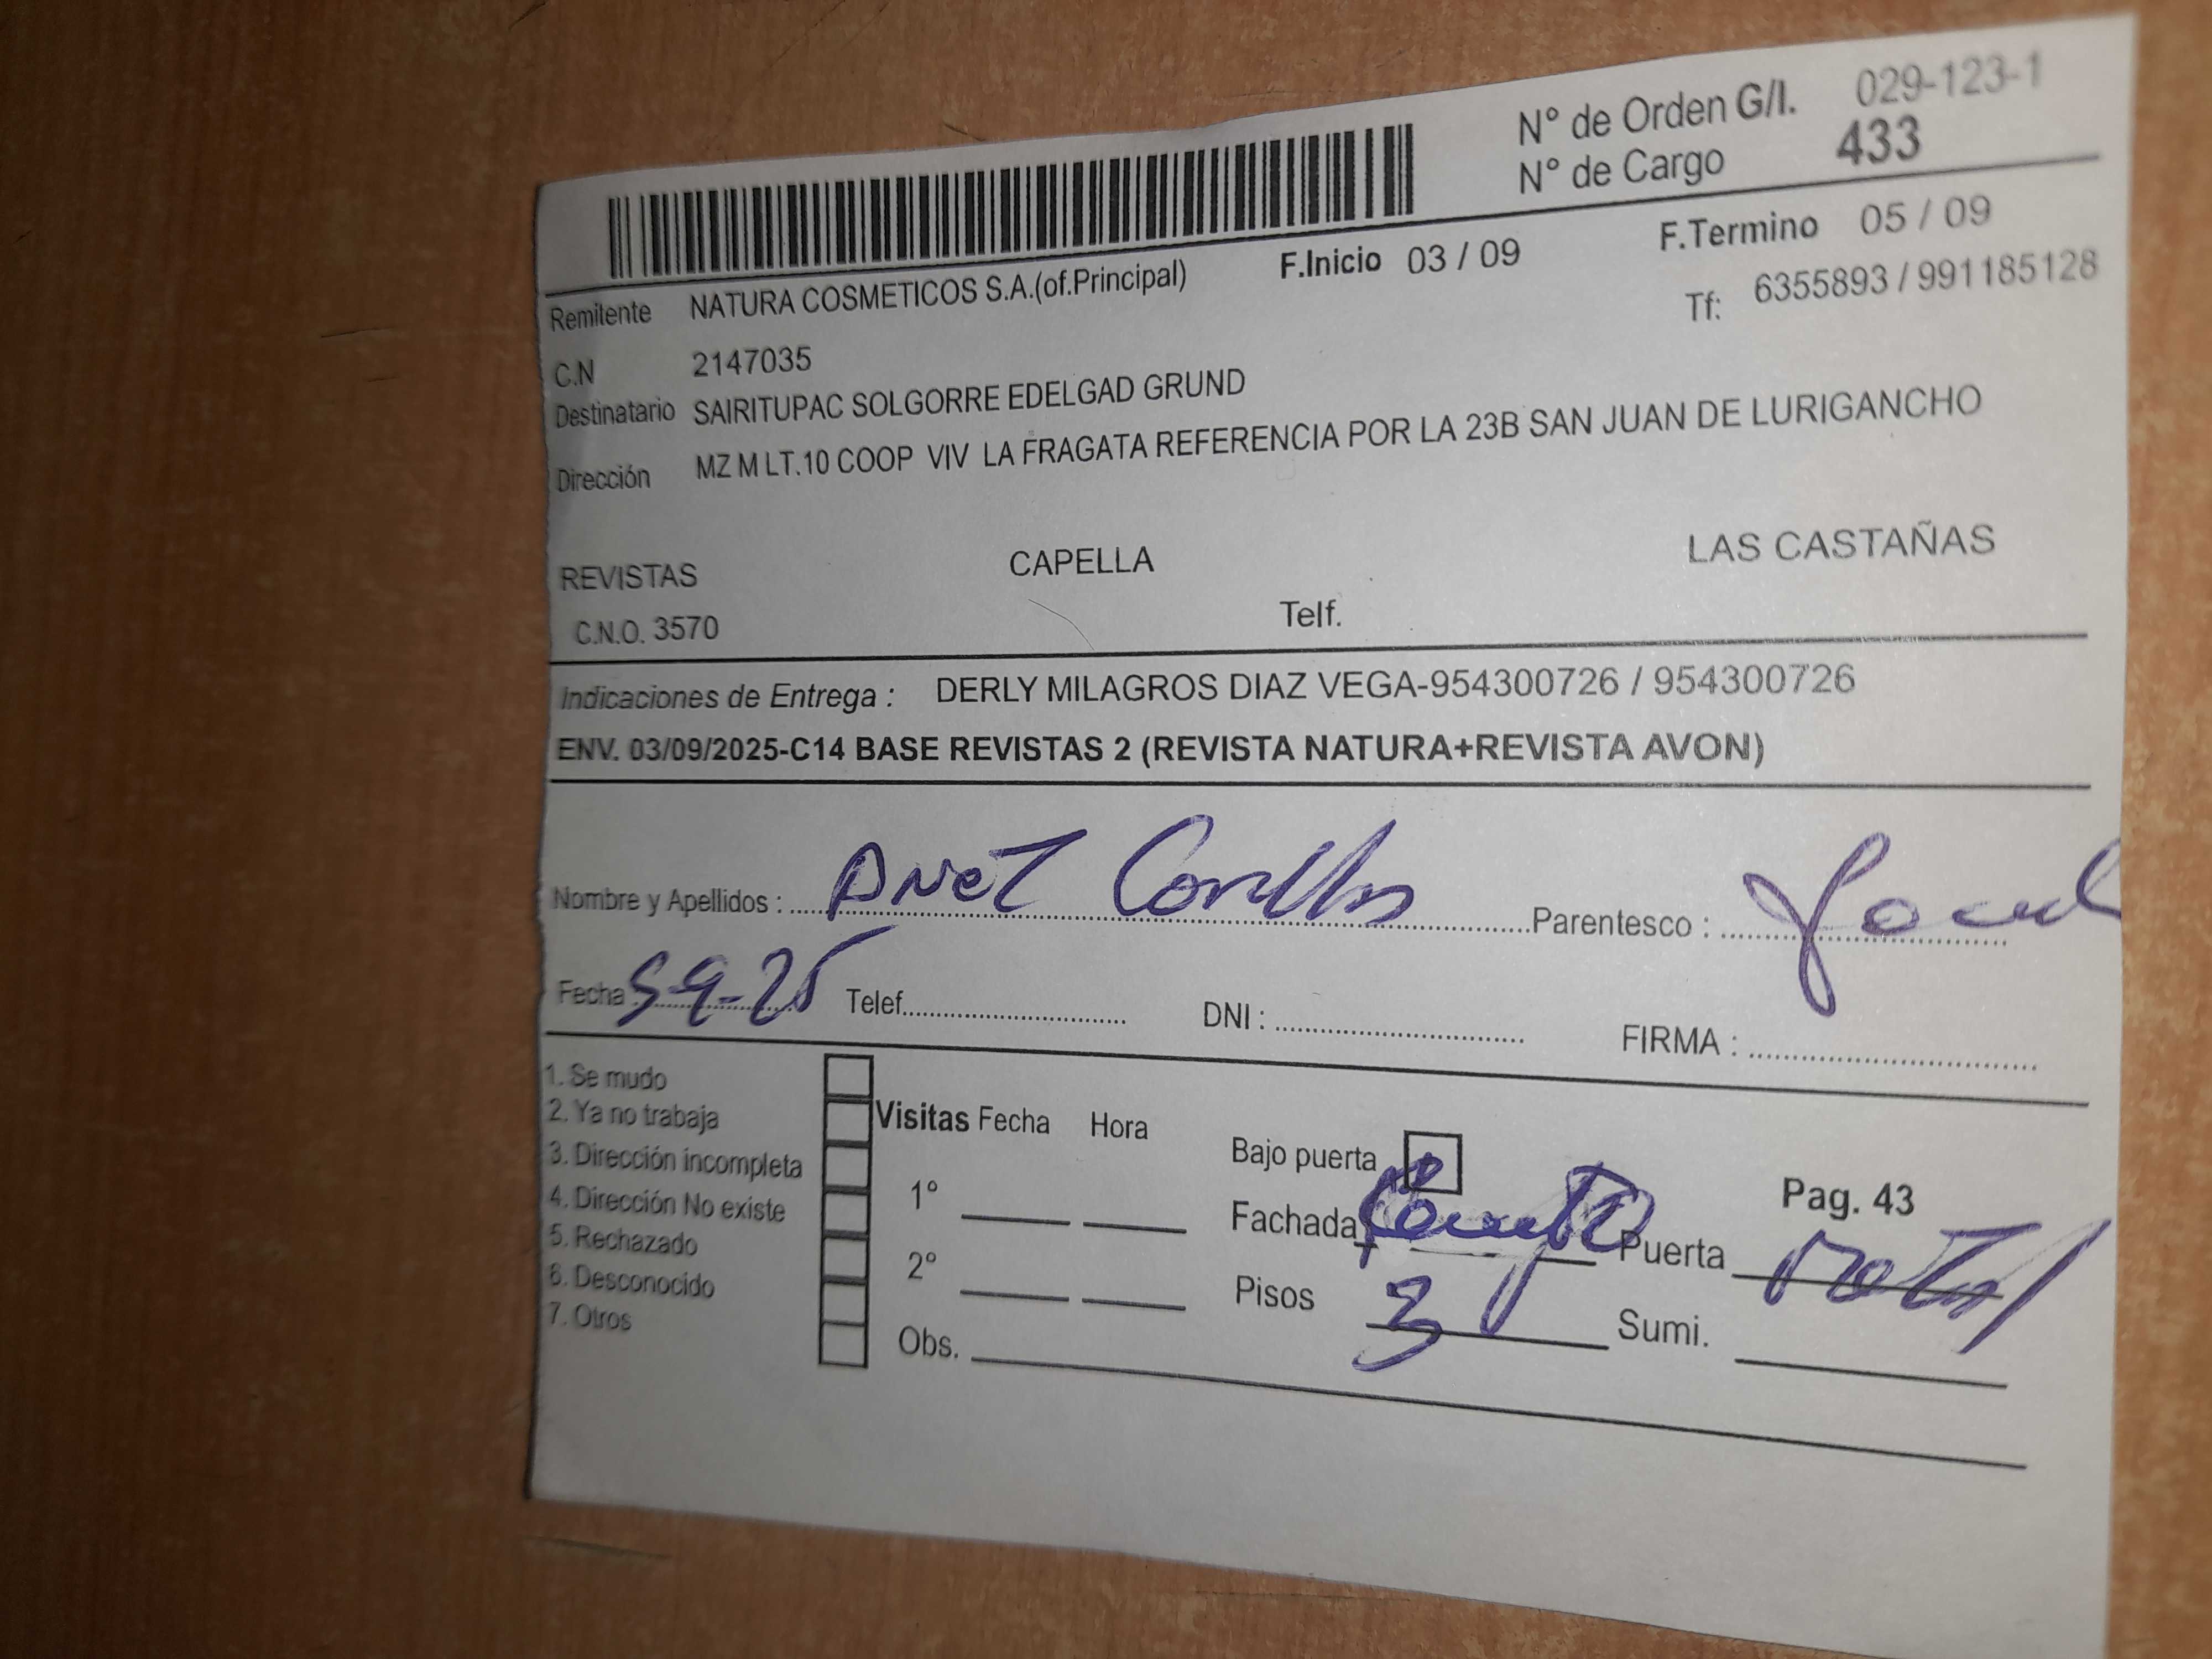 N° de Orden G/I. 029-123-1
N° de Cargo 433
F.Inicio 03 / 09 F.Termino 05 / 09
Remitente NATURA COSMETICOS S.A.(of.Principal) Tf: 6355893 / 991185128
C.N 2147035
Destinatario SAIRITUPAC SOLGORRE EDELGAD GRUND
Dirección MZ M LT.10 COOP VIV LA FRAGATA REFERENCIA POR LA 23B SAN JUAN DE LURIGANCHO
REVISTAS CAPELLA LAS CASTAÑAS
C.N.O. 3570 Telf.
Indicaciones de Entrega : DERLY MILAGROS DIAZ VEGA-954300726 / 954300726
ENV. 03/09/2025-C14 BASE REVISTAS 2 (REVISTA NATURA+REVISTA AVON)
Nombre y Apellidos : ANeT Parentesco :
Fecha : 5-9-25 Telef. DNI : FIRMA :
1. Se mudo
2. Ya no trabaja
3. Dirección incompleta
4. Dirección No existe
5. Rechazado
6. Desconocido
7. Otros
Visitas Fecha Hora
1°
2°
Obs.
Bajo puerta Pag. 43
Fachada Puerta
Pisos 3 Sumi.